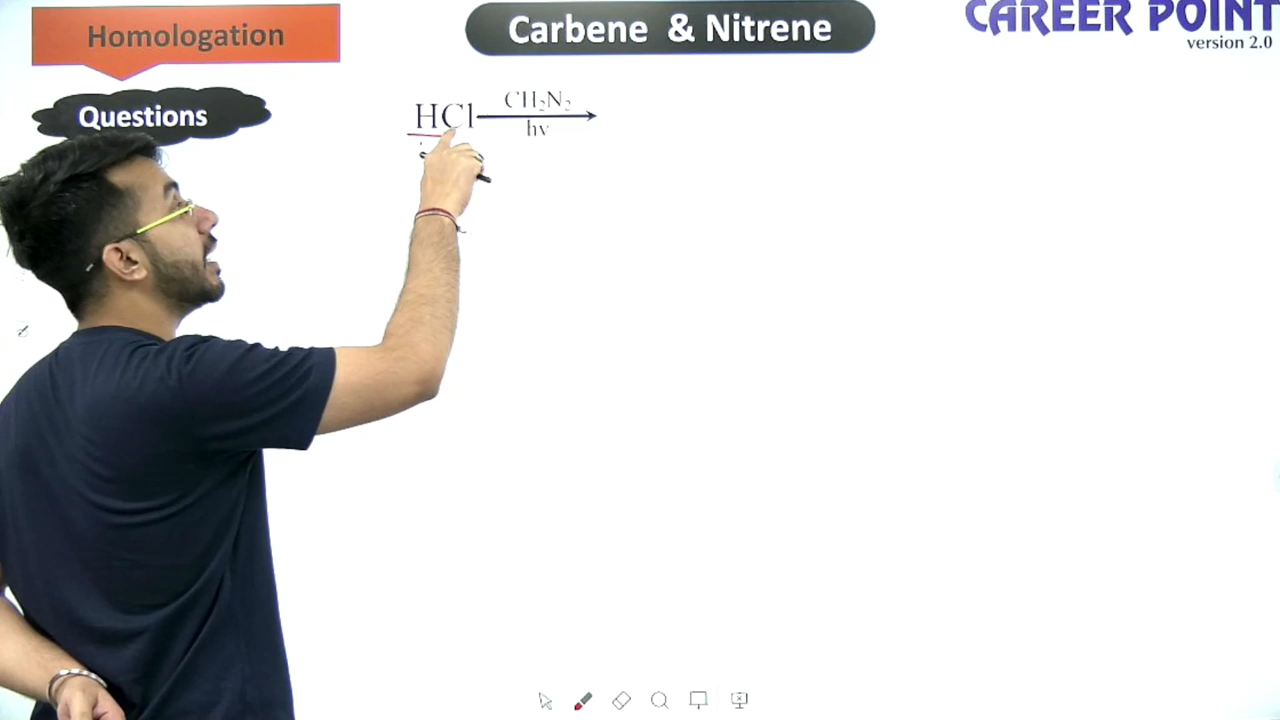 Homologation
Carbene & Nitrene
CAREER POINT
version 2.0
Questions
HCl
CH₂N₂
hν